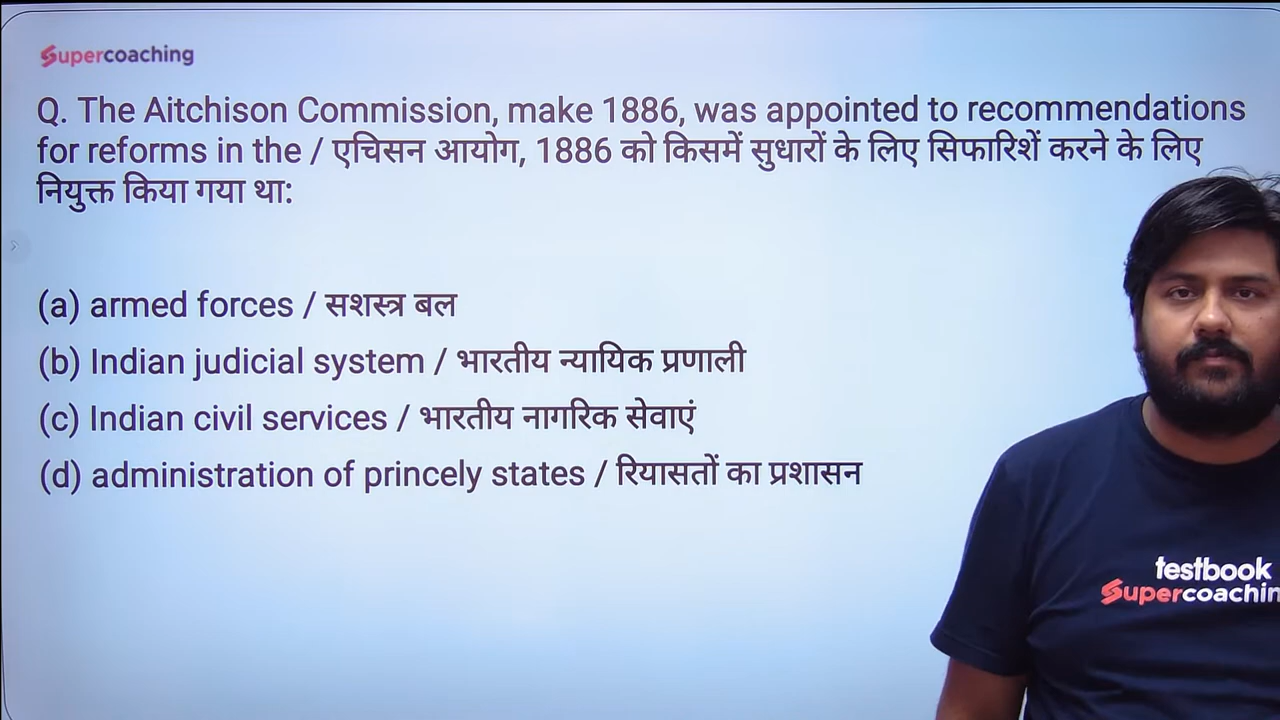 Supercoaching
Q. The Aitchison Commission, make 1886, was appointed to recommendations
for reforms in the / एचिसन आयोग, 1886 को किसमें सुधारों के लिए सिफारिशें करने के लिए
नियुक्त किया गया था:
(a) armed forces / सशस्त्र बल
(b) Indian judicial system / भारतीय न्यायिक प्रणाली
(c) Indian civil services / भारतीय नागरिक सेवाएं
(d) administration of princely states / रियासतों का प्रशासन
testbook
Supercoachin